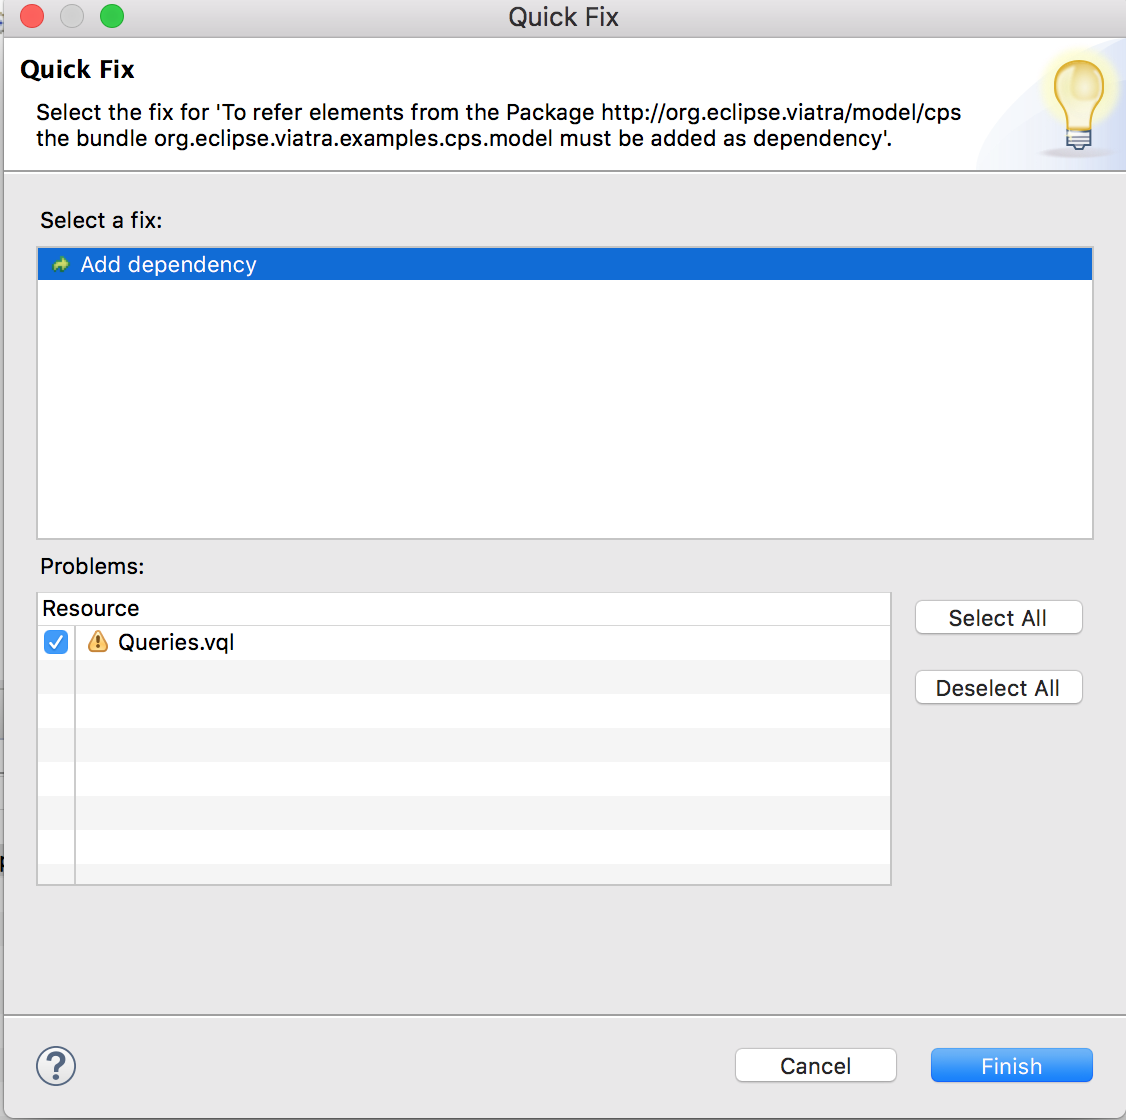 Quick Fix
Quick Fix
Select the fix for 'To refer elements from the Package http://org.eclipse.viatra/model/cps
the bundle org.eclipse.viatra.examples.cps.model must be added as dependency'.
Select a fix:
Add dependency
Problems:
Resource
Queries.vql
Select All
Deselect All
?
Cancel
Finish